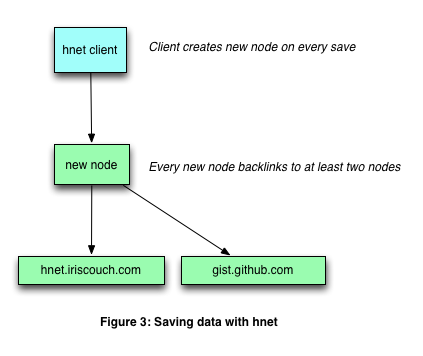 hnet client
Client creates new node on every save
new node
Every new node backlinks to at least two nodes
hnet.iriscouch.com
gist.github.com
Figure 3: Saving data with hnet